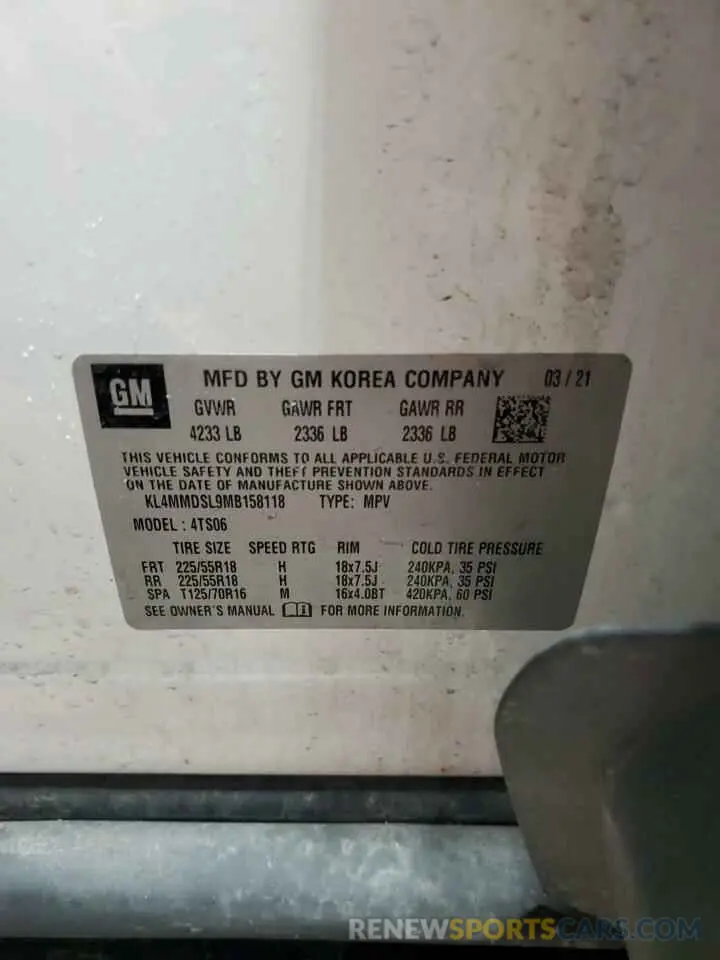 GM MFD BY GM KOREA COMPANY 03/21
GVWR GAWR FRT GAWR RR
4233 LB 2336 LB 2336 LB
THIS VEHICLE CONFORMS TO ALL APPLICABLE U.S. FEDERAL MOTOR
VEHICLE SAFETY AND THEFT PREVENTION STANDARDS IN EFFECT
ON THE DATE OF MANUFACTURE SHOWN ABOVE.
KL4MMDSL9MB158118 TYPE: MPV
MODEL : 4TS06
TIRE SIZE SPEED RTG RIM COLD TIRE PRESSURE
FRT 225/55R18 H 18x7.5J 240KPA, 35 PSI
RR 225/55R18 H 18x7.5J 240KPA, 35 PSI
SPA T125/70R16 M 16x4.0BT 420KPA, 60 PSI
SEE OWNER'S MANUAL FOR MORE INFORMATION.
RENEWSPORTSCARS.COM